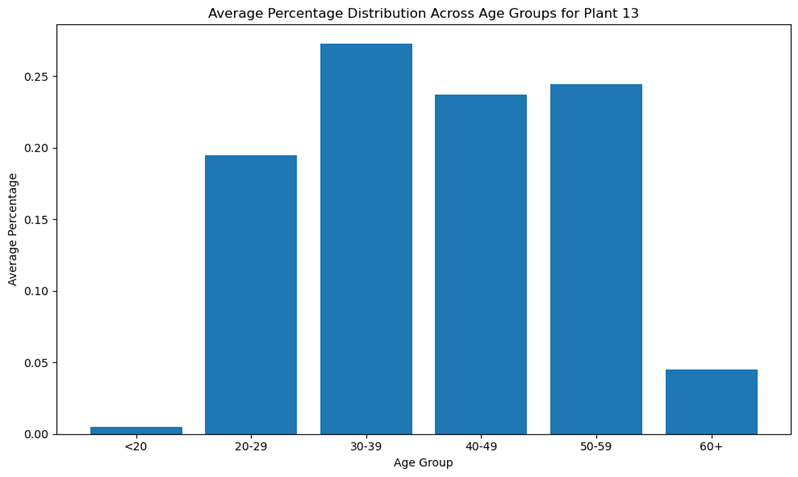 Average Percentage Distribution Across Age Groups for Plant 13
Average Percentage
0.25
0.20
0.15
0.10
0.05
0.00
<20 20-29 30-39 40-49 50-59 60+
Age Group